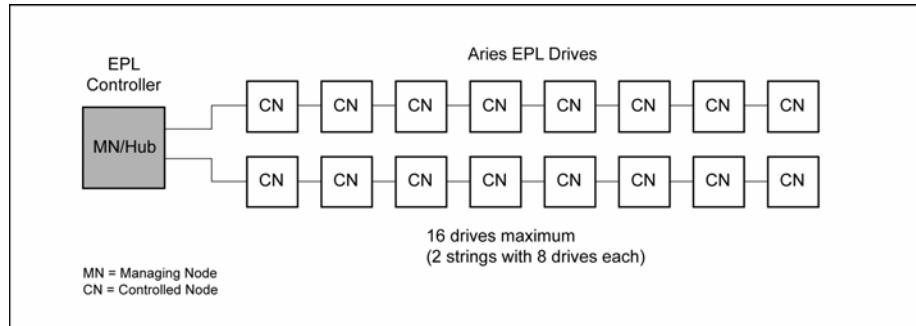 Aries EPL Drives
EPL
Controller
MN/Hub
CN CN CN CN CN CN CN CN
CN CN CN CN CN CN CN CN
16 drives maximum
(2 strings with 8 drives each)
MN = Managing Node
CN = Controlled Node